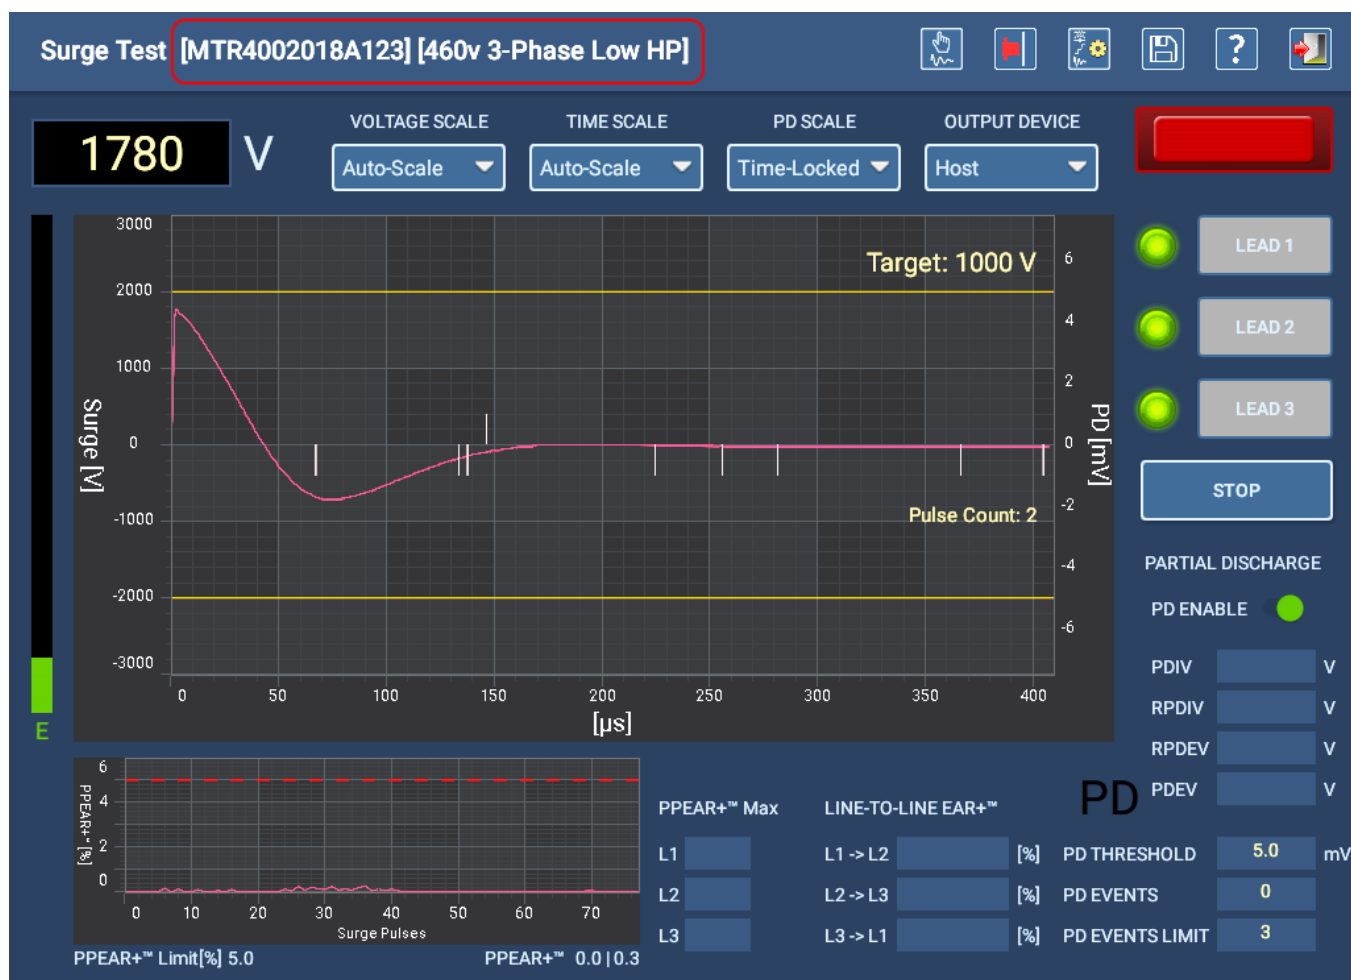 Surge Test [MTR4002018A123] [460v 3-Phase Low HP]
?
1780 V
VOLTAGE SCALE
Auto-Scale
TIME SCALE
Auto-Scale
PD SCALE
Time-Locked
OUTPUT DEVICE
Host
3000
2000
1000
0
-1000
-2000
-3000
Surge [V]
Target: 1000 V
Pulse Count: 2
6
4
2
0
-2
-4
-6
PD [mV]
0 50 100 150 200 250 300 350 400
[µs]
E
LEAD 1
LEAD 2
LEAD 3
STOP
PARTIAL DISCHARGE
PD ENABLE
PDIV V
RPDIV V
RPDEV V
PD
PDEV V
PD THRESHOLD 5.0 mV
PD EVENTS 0
PD EVENTS LIMIT 3
6
4
2
0
PPEAR+™ [%]
0 10 20 30 40 50 60 70
Surge Pulses
PPEAR+™ Limit[%] 5.0
PPEAR+™ 0.0|0.3
PPEAR+™ Max
L1
L2
L3
LINE-TO-LINE EAR+™
L1 -> L2 [%]
L2 -> L3 [%]
L3 -> L1 [%]